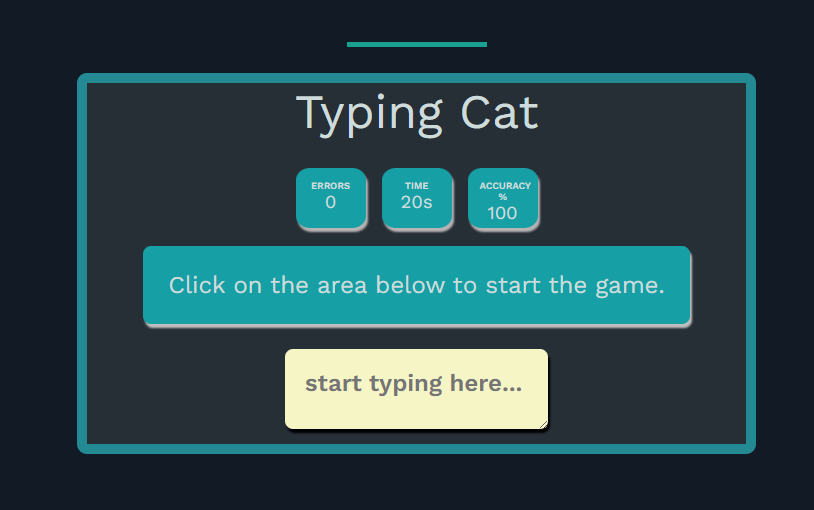 Typing Cat
ERRORS
0
TIME
20s
ACCURACY
%
100
Click on the area below to start the game.
start typing here...